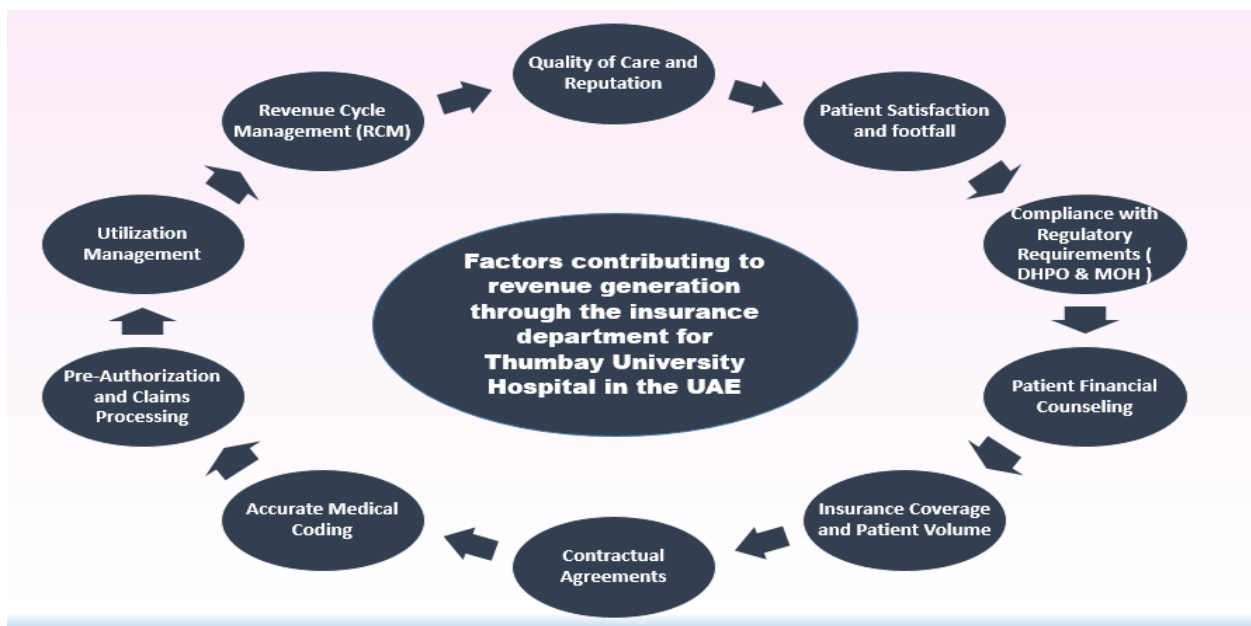 Quality of Care and
Reputation
Patient Satisfaction
and footfall
Compliance with
Regulatory
Requirements (
DHPO & MOH )
Patient Financial
Counseling
Insurance Coverage
and Patient Volume
Contractual
Agreements
Accurate Medical
Coding
Pre-Authorization
and Claims
Processing
Utilization
Management
Revenue Cycle
Management (RCM)
Factors contributing to
revenue generation
through the insurance
department for
Thumbay University
Hospital in the UAE